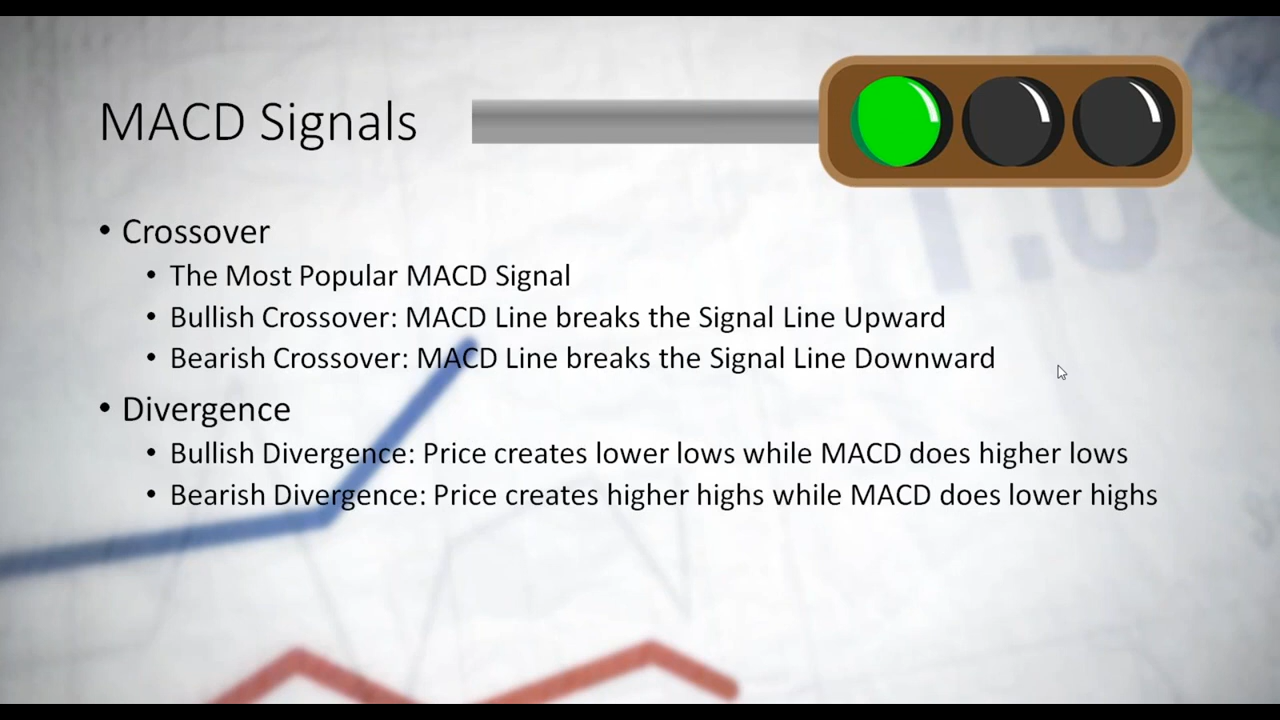 MACD Signals
• Crossover
• The Most Popular MACD Signal
• Bullish Crossover: MACD Line breaks the Signal Line Upward
• Bearish Crossover: MACD Line breaks the Signal Line Downward
• Divergence
• Bullish Divergence: Price creates lower lows while MACD does higher lows
• Bearish Divergence: Price creates higher highs while MACD does lower highs